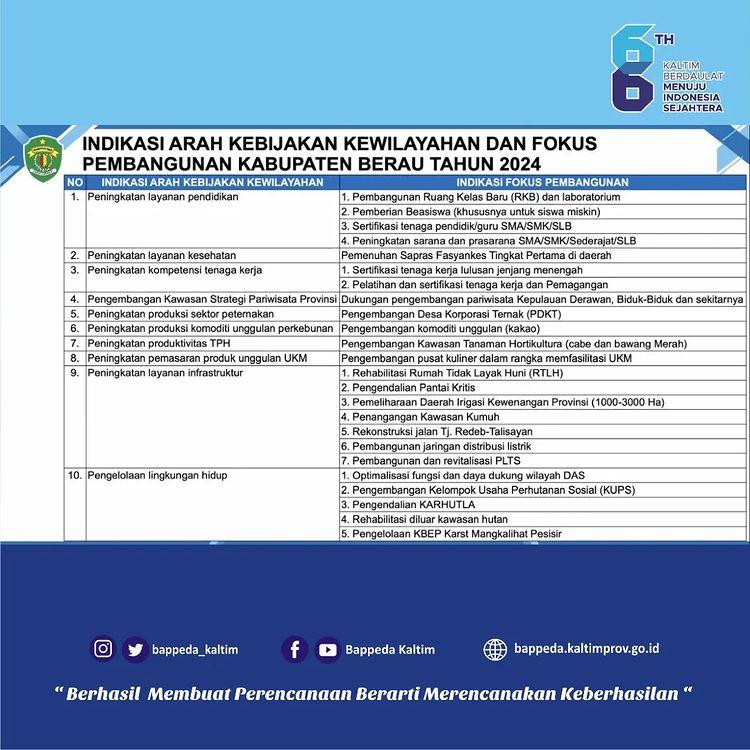 66TH
KALTIM
BERDAULAT
MENUJU
INDONESIA
SEJAHTERA
INDIKASI ARAH KEBIJAKAN KEWILAYAHAN DAN FOKUS
PEMBANGUNAN KABUPATEN BERAU TAHUN 2024
NO INDIKASI ARAH KEBIJAKAN KEWILAYAHAN INDIKASI FOKUS PEMBANGUNAN
1. Peningkatan layanan pendidikan 1. Pembangunan Ruang Kelas Baru (RKB) dan laboratorium
2. Pemberian Beasiswa (khususnya untuk siswa miskin)
3. Sertifikasi tenaga pendidik/guru SMA/SMK/SLB
4. Peningkatan sarana dan prasarana SMA/SMK/Sederajat/SLB
2. Peningkatan layanan kesehatan Pemenuhan Sapras Fasyankes Tingkat Pertama di daerah
3. Peningkatan kompetensi tenaga kerja 1. Sertifikasi tenaga kerja lulusan jenjang menengah
2. Pelatihan dan sertifikasi tenaga kerja dan Pemagangan
4. Pengembangan Kawasan Strategi Pariwisata Provinsi Dukungan pengembangan pariwisata Kepulauan Derawan, Biduk-Biduk dan sekitarnya
5. Peningkatan produksi sektor peternakan Pengembangan Desa Korporasi Ternak (PDKT)
6. Peningkatan produksi komoditi unggulan perkebunan Pengembangan komoditi unggulan (kakao)
7. Peningkatan produktivitas TPH Pengembangan Kawasan Tanaman Hortikultura (cabe dan bawang Merah)
8. Peningkatan pemasaran produk unggulan UKM Pengembangan pusat kuliner dalam rangka memfasilitasi UKM
9. Peningkatan layanan infrastruktur 1. Rehabilitasi Rumah Tidak Layak Huni (RTLH)
2. Pengendalian Pantai Kritis
3. Pemeliharaan Daerah Irigasi Kewenangan Provinsi (1000-3000 Ha)
4. Penangangan Kawasan Kumuh
5. Rekonstruksi jalan Tj. Redeb-Talisayan
6. Pembangunan jaringan distribusi listrik
7. Pembangunan dan revitalisasi PLTS
10. Pengelolaan lingkungan hidup 1. Optimalisasi fungsi dan daya dukung wilayah DAS
2. Pengembangan Kelompok Usaha Perhutanan Sosial (KUPS)
3. Pengendalian KARHUTLA
4. Rehabilitasi diluar kawasan hutan
5. Pengelolaan KBEP Karst Mangkalihat Pesisir
bappeda_kaltim Bappeda Kaltim bappeda.kaltimprov.go.id
“ Berhasil Membuat Perencanaan Berarti Merencanakan Keberhasilan “